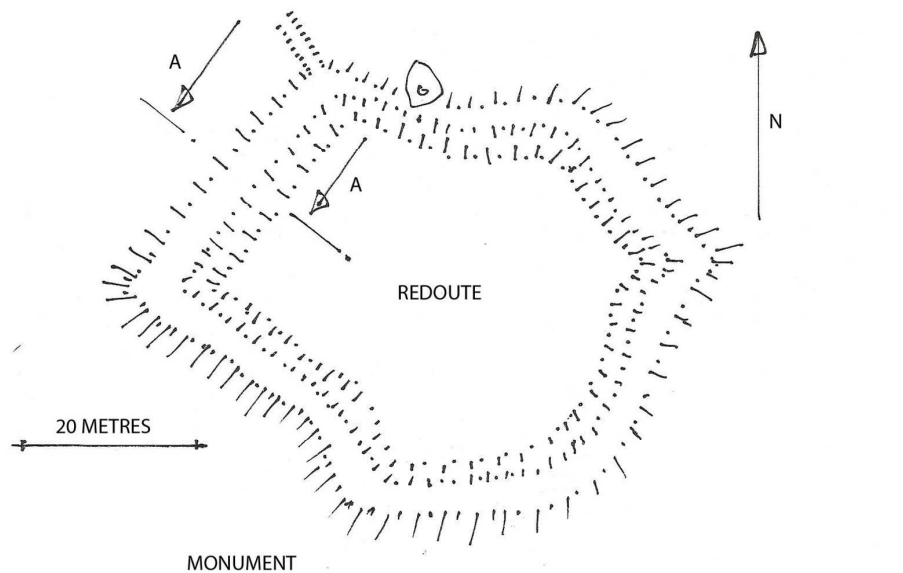 A
N
A
REDOUTE
20 METRES
MONUMENT